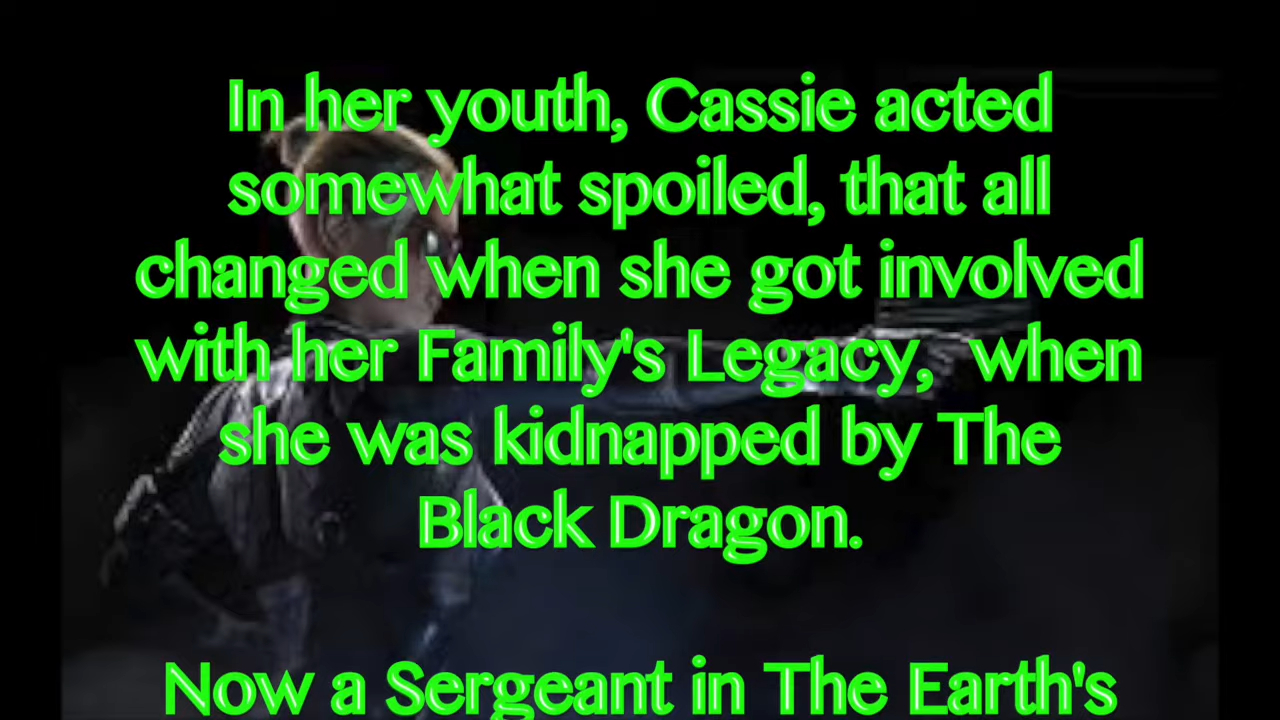 In her youth, Cassie acted
somewhat spoiled, that all
changed when she got involved
with her Family's Legacy,  when
she was kidnapped by The
Black Dragon.
Now a Sergeant in The Earth's